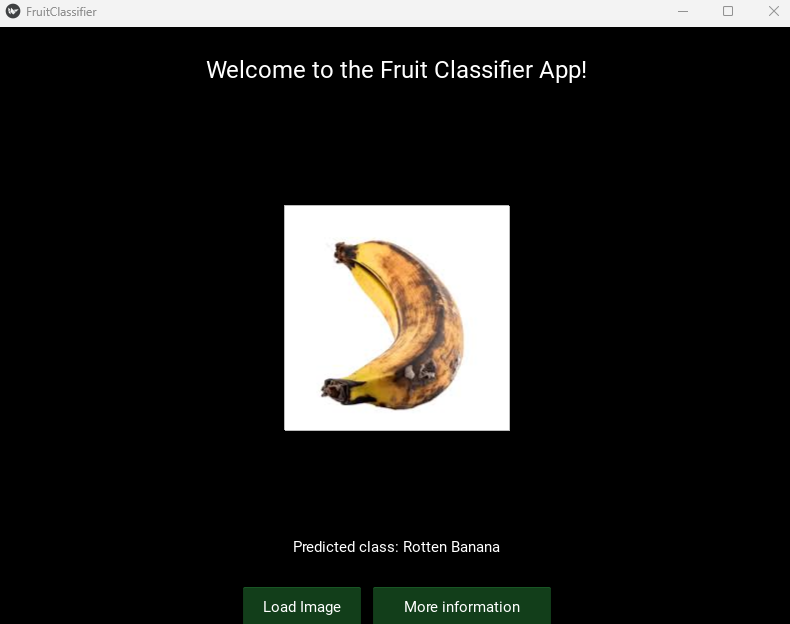 FruitClassifier
Welcome to the Fruit Classifier App!
Predicted class: Rotten Banana
Load Image
More information